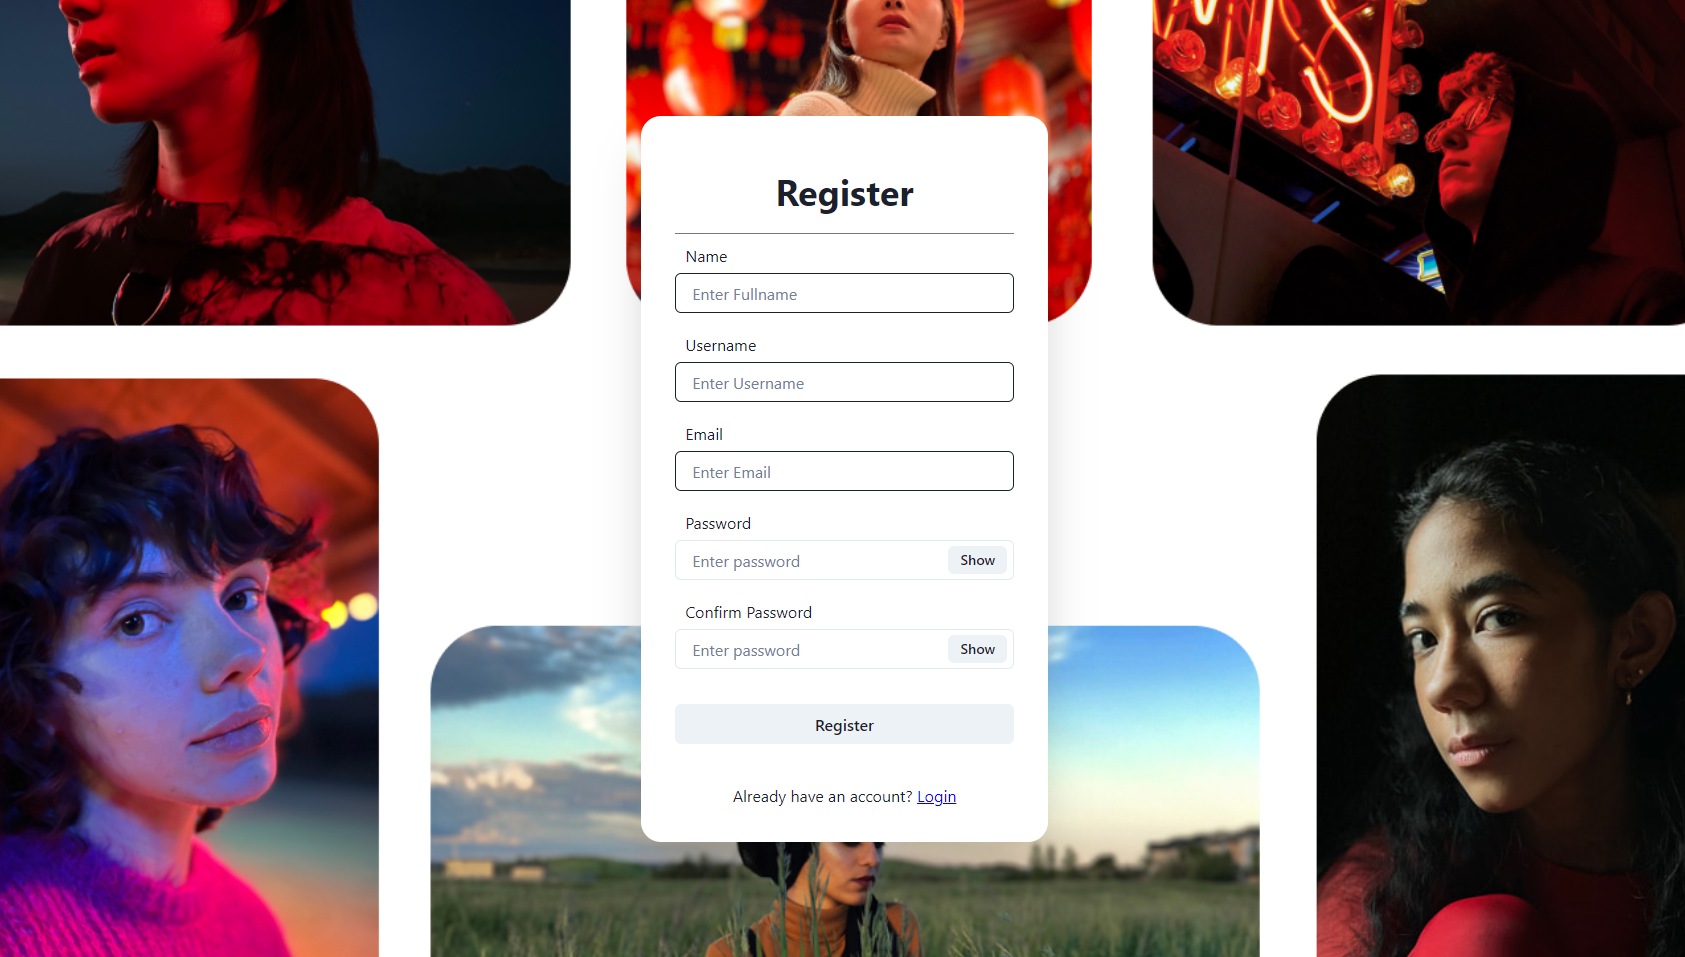 Register
Name
Enter Fullname
Username
Enter Username
Email
Enter Email
Password
Enter password
Show
Confirm Password
Enter password
Show
Register
Already have an account? Login